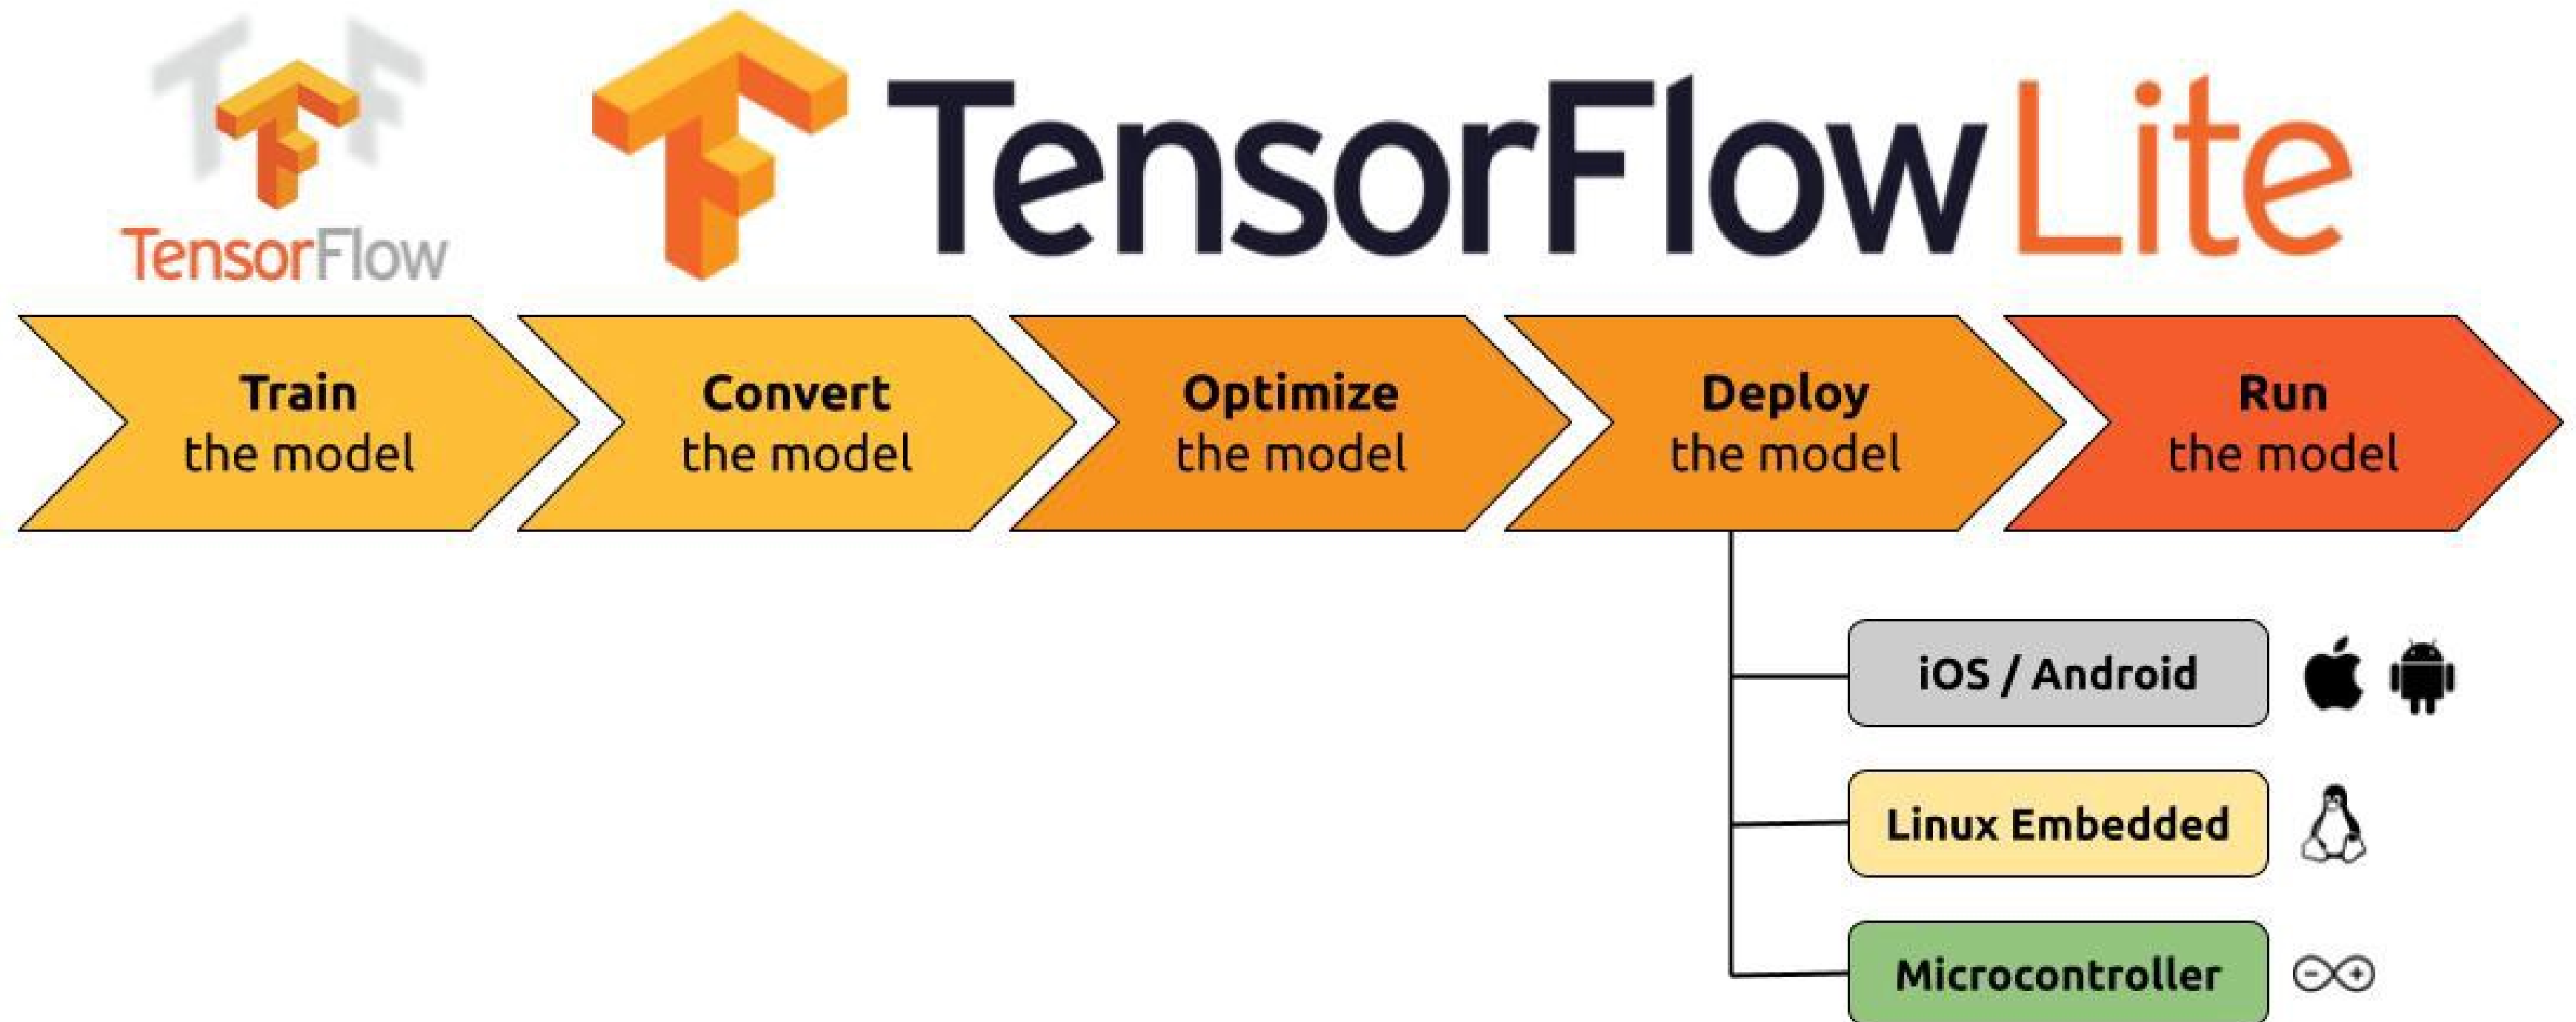 TensorFlow
TensorFlow Lite
Train
the model
Convert
the model
Optimize
the model
Deploy
the model
Run
the model
iOS / Android
Linux Embedded
Microcontroller